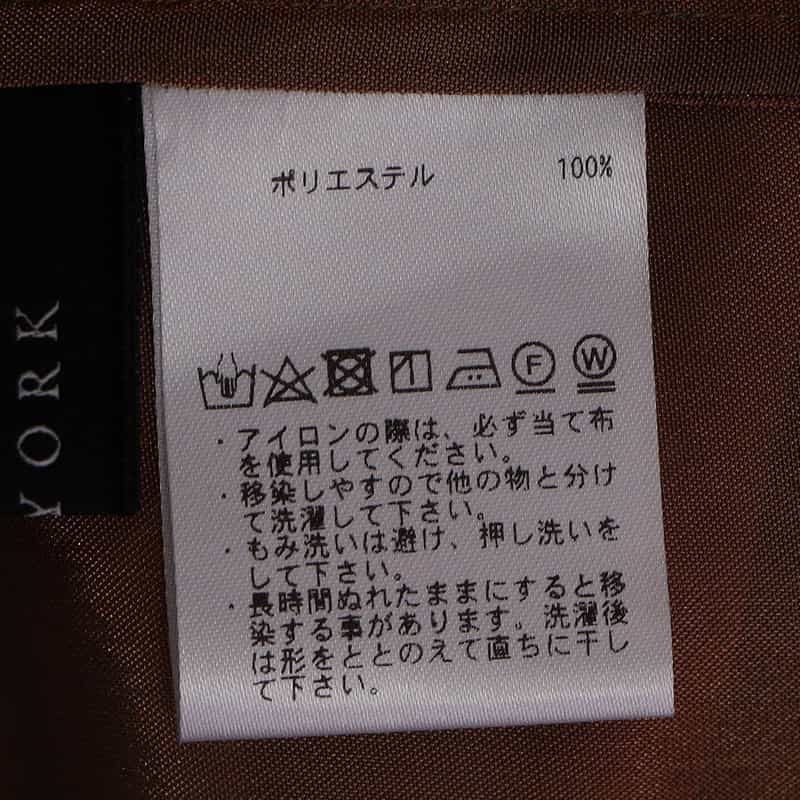 ポリエステル 100%
F W
・アイロンの際は、必ず当て布
を使用してください。
・移染しやすので他の物と分け
て洗濯して下さい。
・もみ洗いは避け、押し洗いを
して下さい。
・長時間ぬれたままにすると移
染する事があります。洗濯後
は形をととのえて直ちに干し
て下さい。
YORK